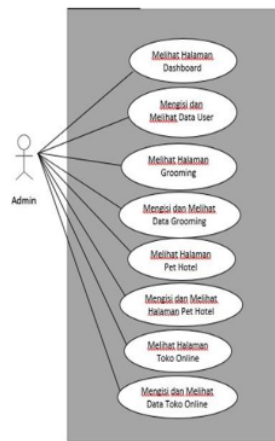 Melihat Halaman
Dashboard
Mengisi dan
Melihat Data User
Melihat Halaman
Grooming
Admin
Mengisi dan Melihat
Data Grooming
Melihat Halaman
Pet Hotel
Mengisi dan Melihat
Halaman Pet Hotel
Melihat Halaman
Toko Online
Mengisi dan Melihat
Data Toko Online